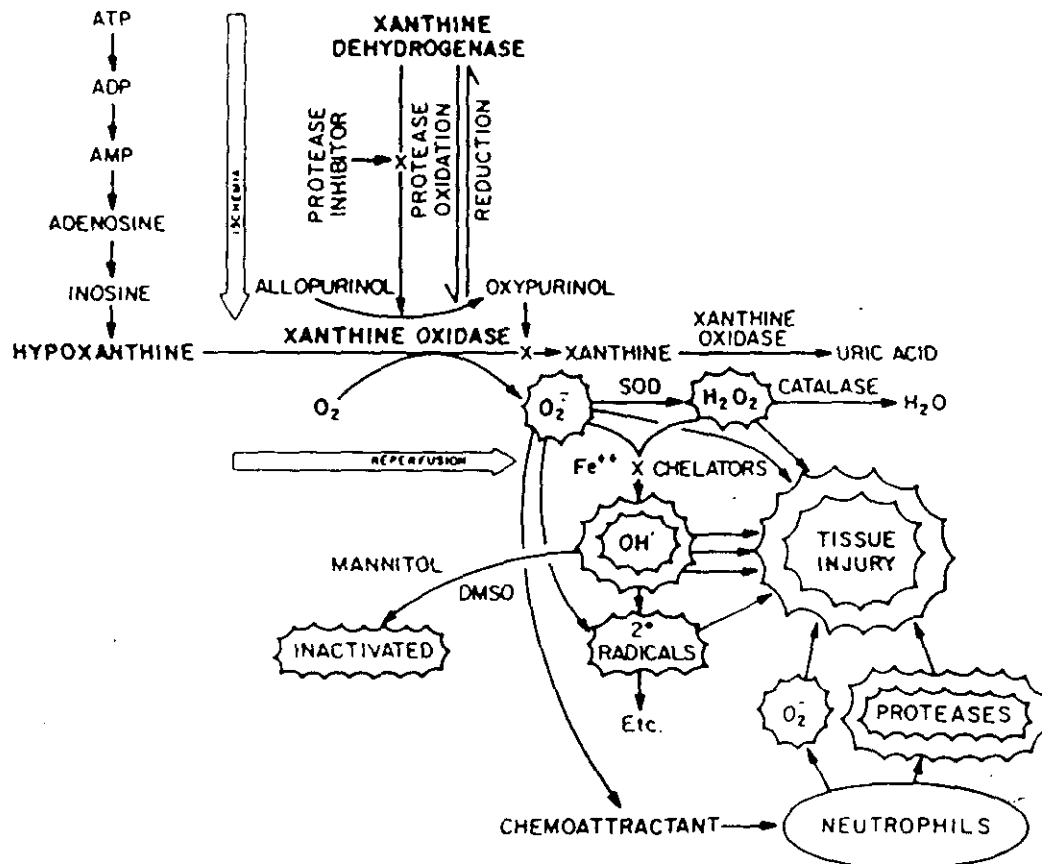 ATP
ADP
AMP
ADENOSINE
INOSINE
HYPOXANTHINE
ISCHEMIA
XANTHINE
DEHYDROGENASE
PROTEASE
INHIBITOR
X
PROTEASE
OXIDATION
REDUCTION
ALLOPURINOL
OXYPURINOL
XANTHINE OXIDASE
X
XANTHINE
XANTHINE
OXIDASE
URIC ACID
O₂
O₂⁻
SOD
H₂O₂
CATALASE
H₂O
REPERFUSION
Fe⁺⁺
X
CHELATORS
OH·
TISSUE
INJURY
MANNITOL
DMSO
INACTIVATED
2°
RADICALS
Etc.
O₂⁻
PROTEASES
CHEMOATTRACTANT
NEUTROPHILS